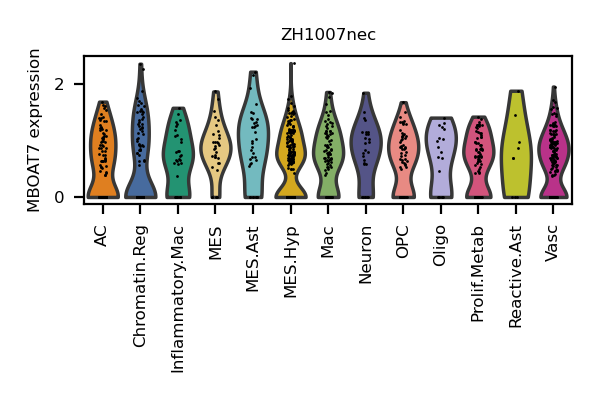 ZH1007nec
MBOAT7 expression
2
0
AC
Chromatin.Reg
Inflammatory.Mac
MES
MES.Ast
MES.Hyp
Mac
Neuron
OPC
Oligo
Prolif.Metab
Reactive.Ast
Vasc